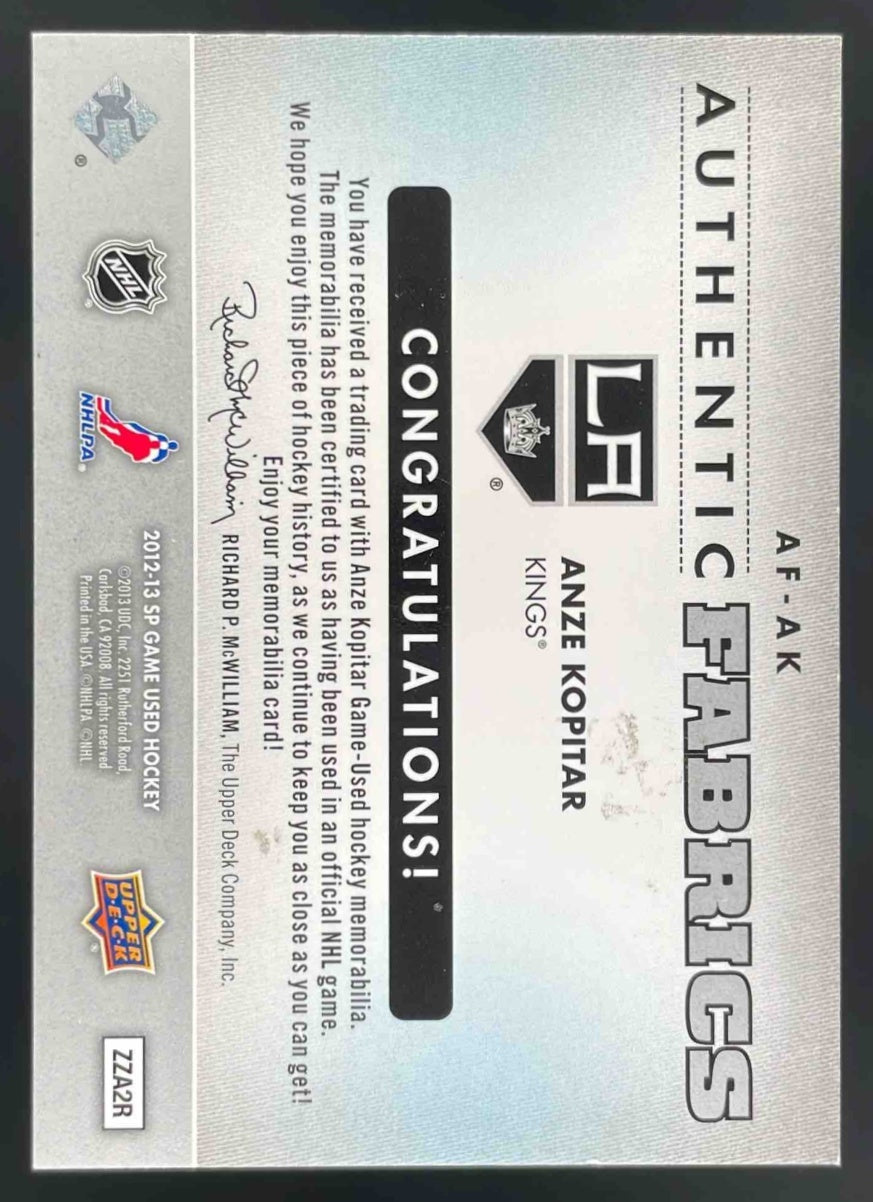 AF-AK
AUTHENTIC FABRICS
LA
®
ANZE KOPITAR
KINGS®
CONGRATULATIONS!
You have received a trading card with Anze Kopitar Game-Used hockey memorabilia.
The memorabilia has been certified to us as having been used in an official NHL game.
We hope you enjoy this piece of hockey history, as we continue to keep you as close as you can get!
Enjoy your memorabilia card!
Richard P. McWilliam RICHARD P. McWILLIAM, The Upper Deck Company, Inc.
®
NHL
®
NHLPA®
2012-13 SP GAME USED HOCKEY
©2013 UDC, Inc. 2251 Rutherford Road,
Carlsbad, CA 92008. All rights reserved
Printed in the USA ©NHLPA ©NHL
UPPER
D·E·C·K
®
ZZA2R